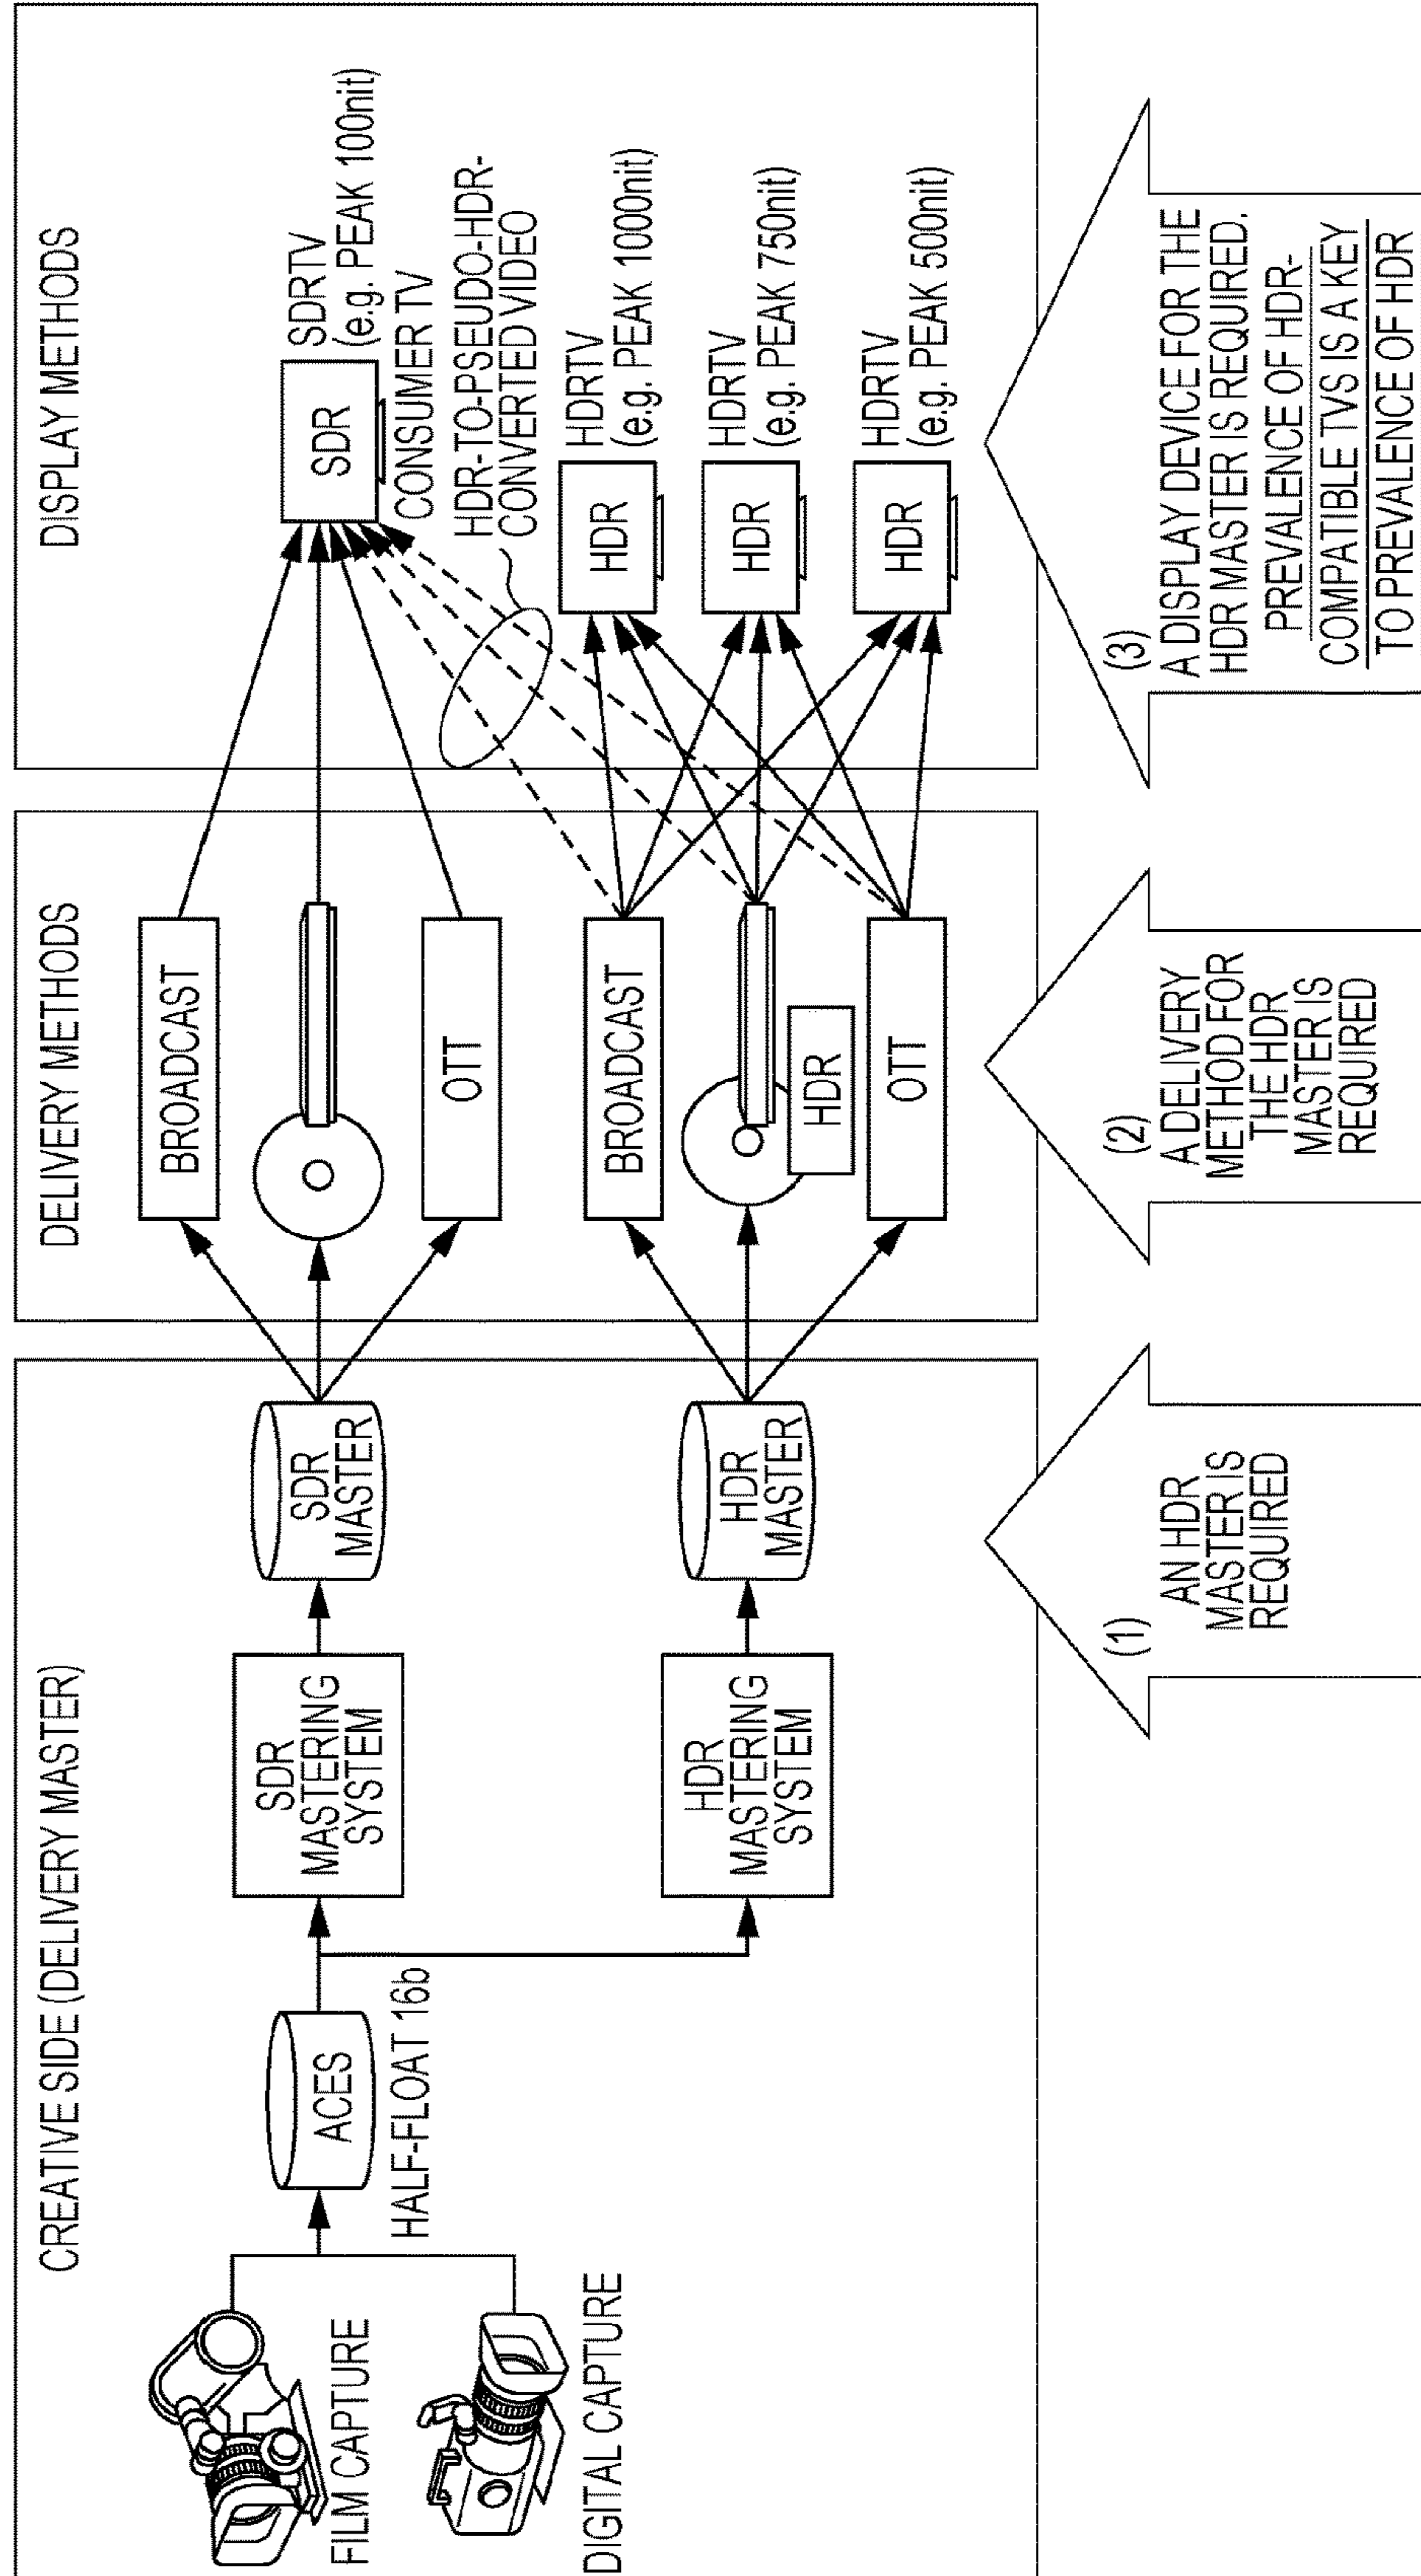 CREATIVE SIDE (DELIVERY MASTER)
FILM CAPTURE
DIGITAL CAPTURE
ACES
HALF-FLOAT 16b
SDR
MASTERING
SYSTEM
SDR
MASTER
HDR
MASTERING
SYSTEM
HDR
MASTER
DELIVERY METHODS
BROADCAST
OTT
BROADCAST
HDR
OTT
DISPLAY METHODS
SDR
SDRTV
(e.g. PEAK 100nit)
CONSUMER TV
HDR-TO-PSEUDO-HDR-
CONVERTED VIDEO
HDR
HDRTV
(e.g. PEAK 1000nit)
HDR
HDRTV
(e.g. PEAK 750nit)
HDR
HDRTV
(e.g. PEAK 500nit)
(1)
AN HDR
MASTER IS
REQUIRED
(2)
A DELIVERY
METHOD FOR
THE HDR
MASTER IS
REQUIRED
(3)
A DISPLAY DEVICE FOR THE
HDR MASTER IS REQUIRED.
PREVALENCE OF HDR-
COMPATIBLE TVS IS A KEY
TO PREVALENCE OF HDR